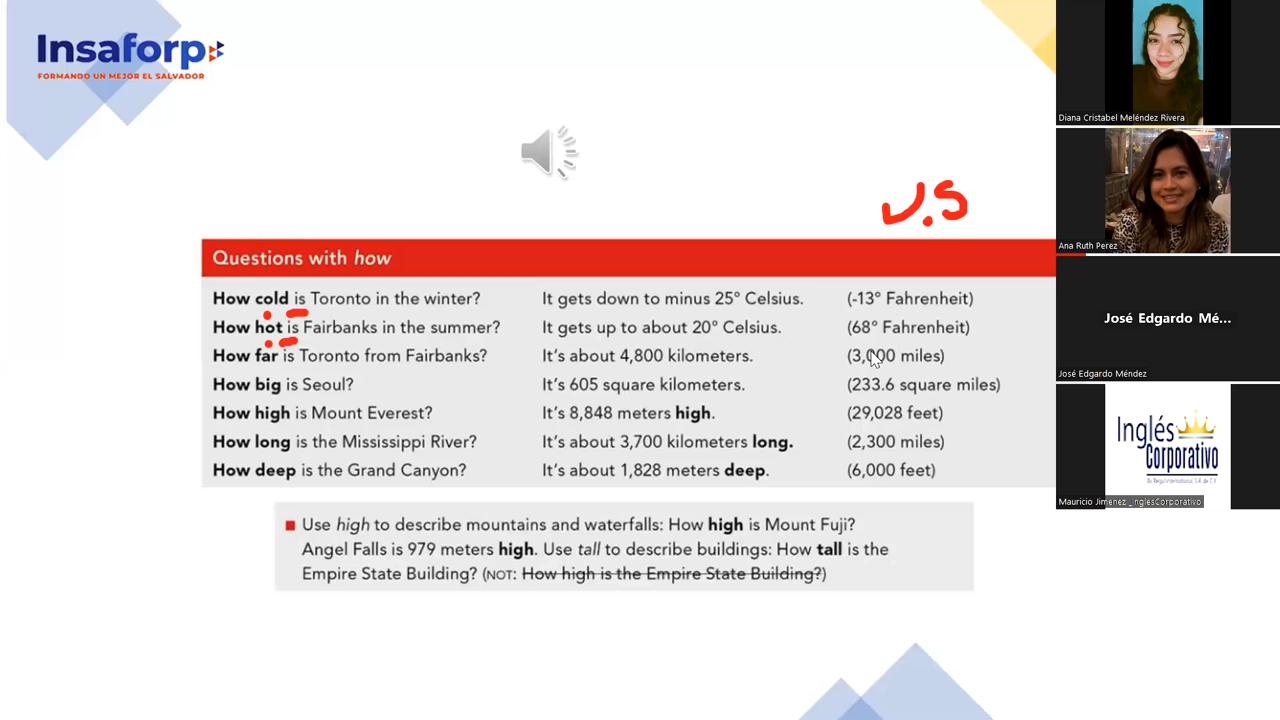 Insaforp
FORMANDO UN MEJOR EL SALVADOR
U.S
Questions with how
How cold is Toronto in the winter? It gets down to minus 25° Celsius. (-13° Fahrenheit)
How hot is Fairbanks in the summer? It gets up to about 20° Celsius. (68° Fahrenheit)
How far is Toronto from Fairbanks? It's about 4,800 kilometers. (3,000 miles)
How big is Seoul? It's 605 square kilometers. (233.6 square miles)
How high is Mount Everest? It's 8,848 meters high. (29,028 feet)
How long is the Mississippi River? It's about 3,700 kilometers long. (2,300 miles)
How deep is the Grand Canyon? It's about 1,828 meters deep. (6,000 feet)
Use high to describe mountains and waterfalls: How high is Mount Fuji?
Angel Falls is 979 meters high. Use tall to describe buildings: How tall is the
Empire State Building? (NOT: How high is the Empire State Building?)
Diana Cristabel Meléndez Rivera
Ana Ruth Perez
José Edgardo Mé...
José Edgardo Méndez
Inglés
Corporativo
Mauricio Jimenez _InglesCorporativo